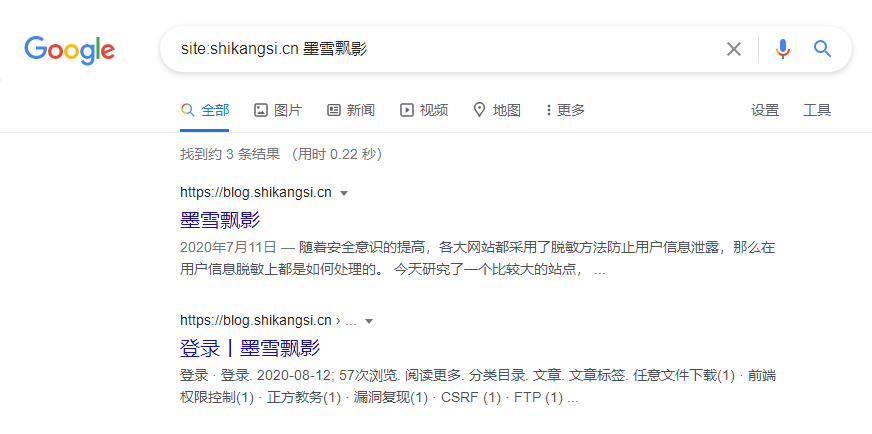 Google
site:shikangsi.cn 墨雪飘影
全部 图片 新闻 视频 地图 更多 设置 工具
找到约 3 条结果 （用时 0.22 秒）
https://blog.shikangsi.cn
墨雪飘影
2020年7月11日 — 随着安全意识的提高，各大网站都采用了脱敏方法防止用户信息泄露，那么在
用户信息脱敏上都是如何处理的。 今天研究了一个比较大的站点， ...
https://blog.shikangsi.cn › ...
登录丨墨雪飘影
登录 · 登录. 2020-08-12; 57次浏览. 阅读更多. 分类目录. 文章. 文章标签. 任意文件下载(1) · 前端
权限控制(1) · 正方教务(1) · 漏洞复现(1) · CSRF (1) · FTP (1) ...